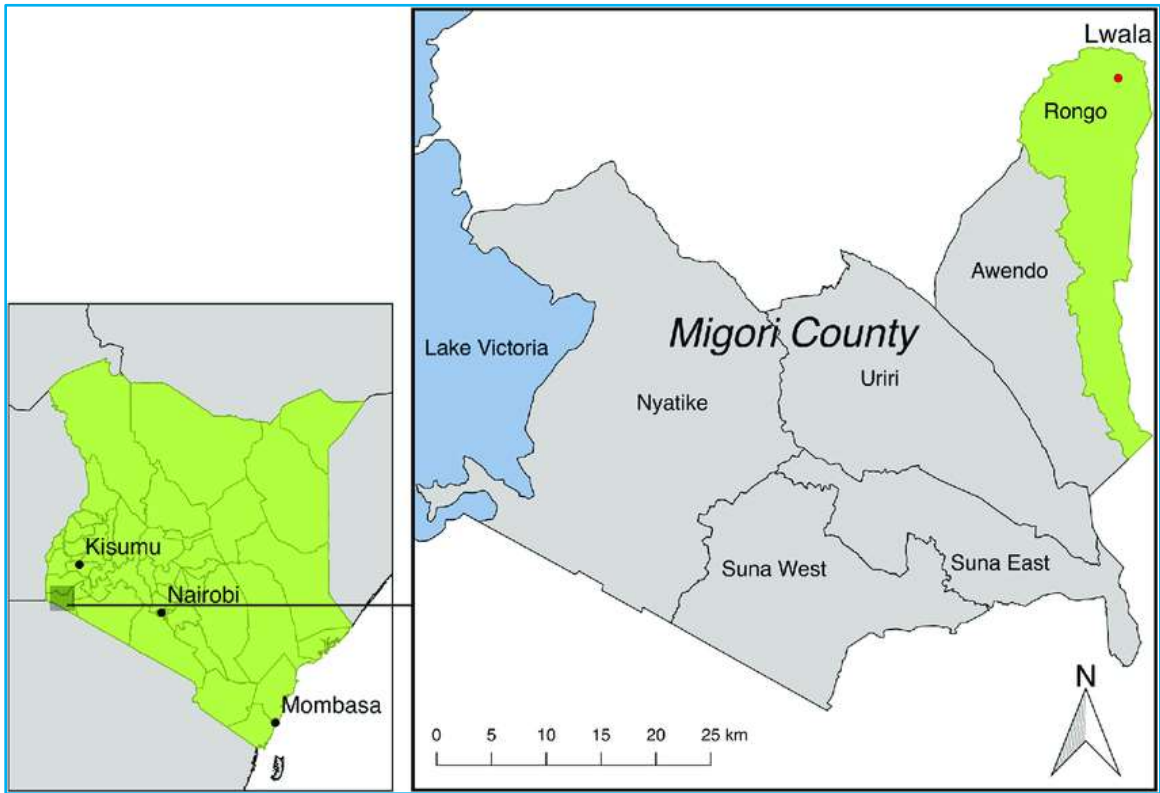 Lwala
Rongo
Awendo
Migori County
Lake Victoria
Uriri
Nyatike
Suna West
Suna East
N
0 5 10 15 20 25 km
Kisumu
Nairobi
Mombasa